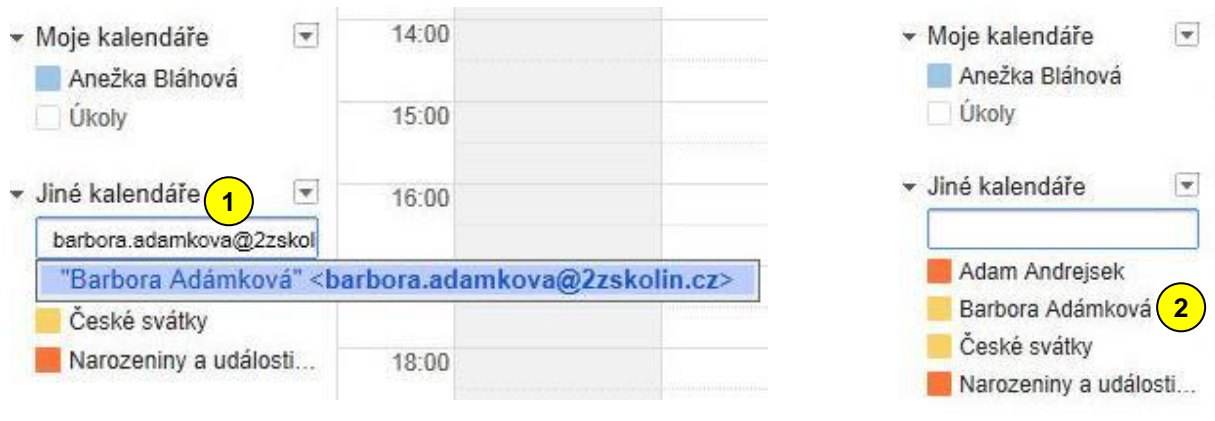 Moje kalendáře
Anežka Bláhová
Úkoly
Jiné kalendáře 1
barbora.adamkova@2zskol
"Barbora Adámková" <barbora.adamkova@2zskolin.cz>
České svátky
Narozeniny a události...
14:00
15:00
16:00
18:00
Moje kalendáře
Anežka Bláhová
Úkoly
Jiné kalendáře
Adam Andrejsek
Barbora Adámková 2
České svátky
Narozeniny a události...